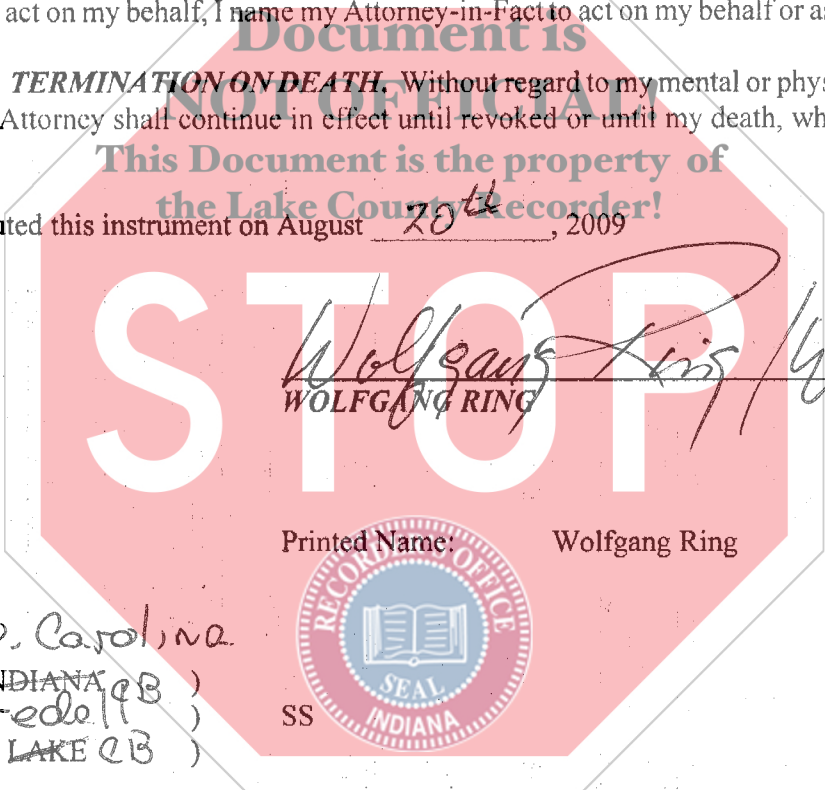 act on my behalf, I name my Attorney-in-Fact to act on my behalf or as
Document is
TERMINATION ON DEATH. Without regard to my mental or phys
NOT OFFICIAL!
Attorney shall continue in effect until revoked or until my death, wh
This Document is the property of
the Lake County Recorder!
uted this instrument on August 20th, 2009
STOP
Wolfgang Ring
WOLFGANG RING
Printed Name: Wolfgang Ring
RECORDER'S OFFICE
SEAL
INDIANA
. Carolina
NDIANA CB )
edell )
SS
LAKE CB )